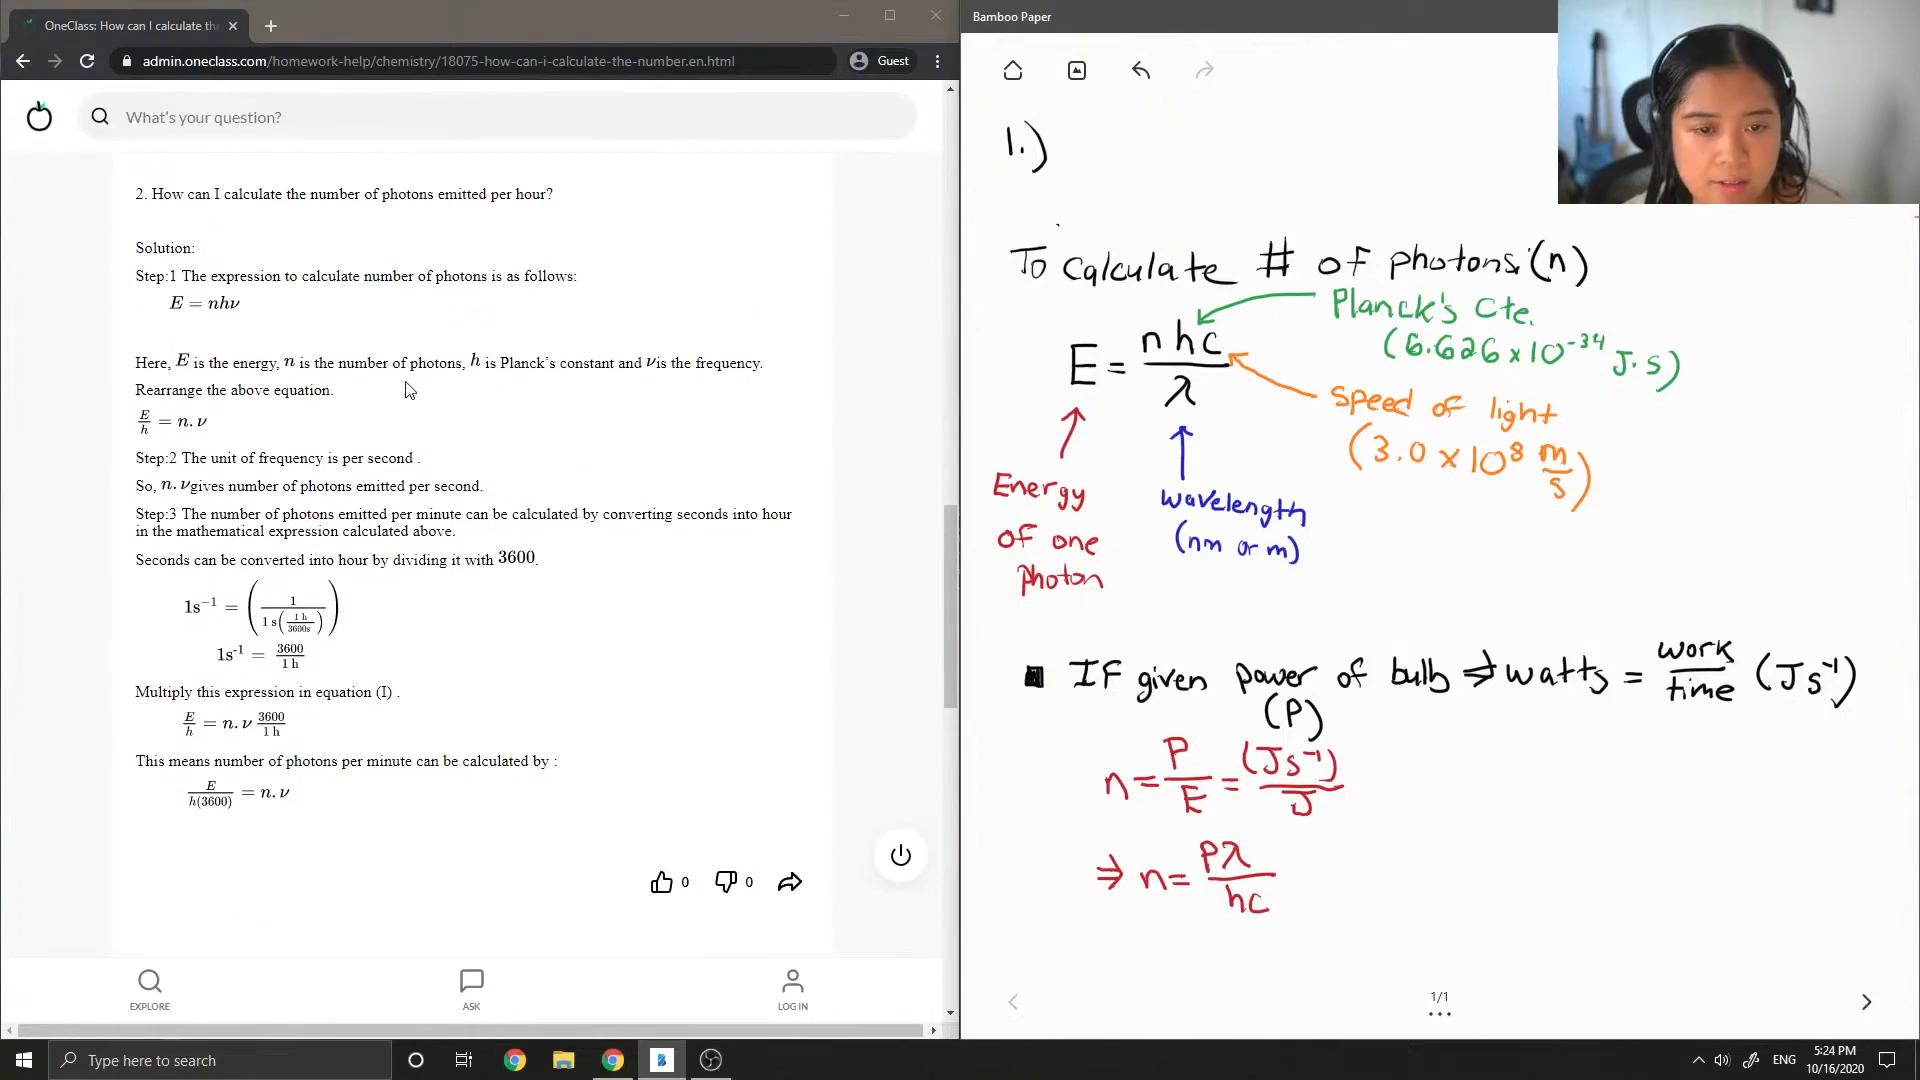 OneClass: How can I calculate th
admin.oneclass.com/homework-help/chemistry/18075-how-can-i-calculate-the-number.en.html
Guest
What's your question?
2. How can I calculate the number of photons emitted per hour?
Solution:
Step:1 The expression to calculate number of photons is as follows:
E = nhν
Here, E is the energy, n is the number of photons, h is Planck's constant and ν is the frequency.
Rearrange the above equation.
E/h = n. ν
Step:2 The unit of frequency is per second .
So, n. ν gives number of photons emitted per second.
Step:3 The number of photons emitted per minute can be calculated by converting seconds into hour
in the mathematical expression calculated above.
Seconds can be converted into hour by dividing it with 3600.
1s⁻¹ = (1 / 1 s(1 h/3600s))
1s⁻¹ = 3600/1 h
Multiply this expression in equation (I) .
E/h = n. ν 3600/1 h
This means number of photons per minute can be calculated by :
E/h(3600) = n. ν
0 0
EXPLORE ASK LOG IN
Bamboo Paper
1.)
To calculate # of photons: (n)
Planck's Cte.
(6.626 x 10⁻³⁴ J·s)
E = nhc/λ
Speed of light
(3.0 x 10⁸ m/s)
Energy
of one
photon
wavelength
(nm or m)
IF given power of bulb ⇒ watts = work/time (Js⁻¹)
(P)
n = P/E = (Js⁻¹)/J
⇒ n = Pλ/hc
1/1
Type here to search
ENG
5:24 PM
10/16/2020